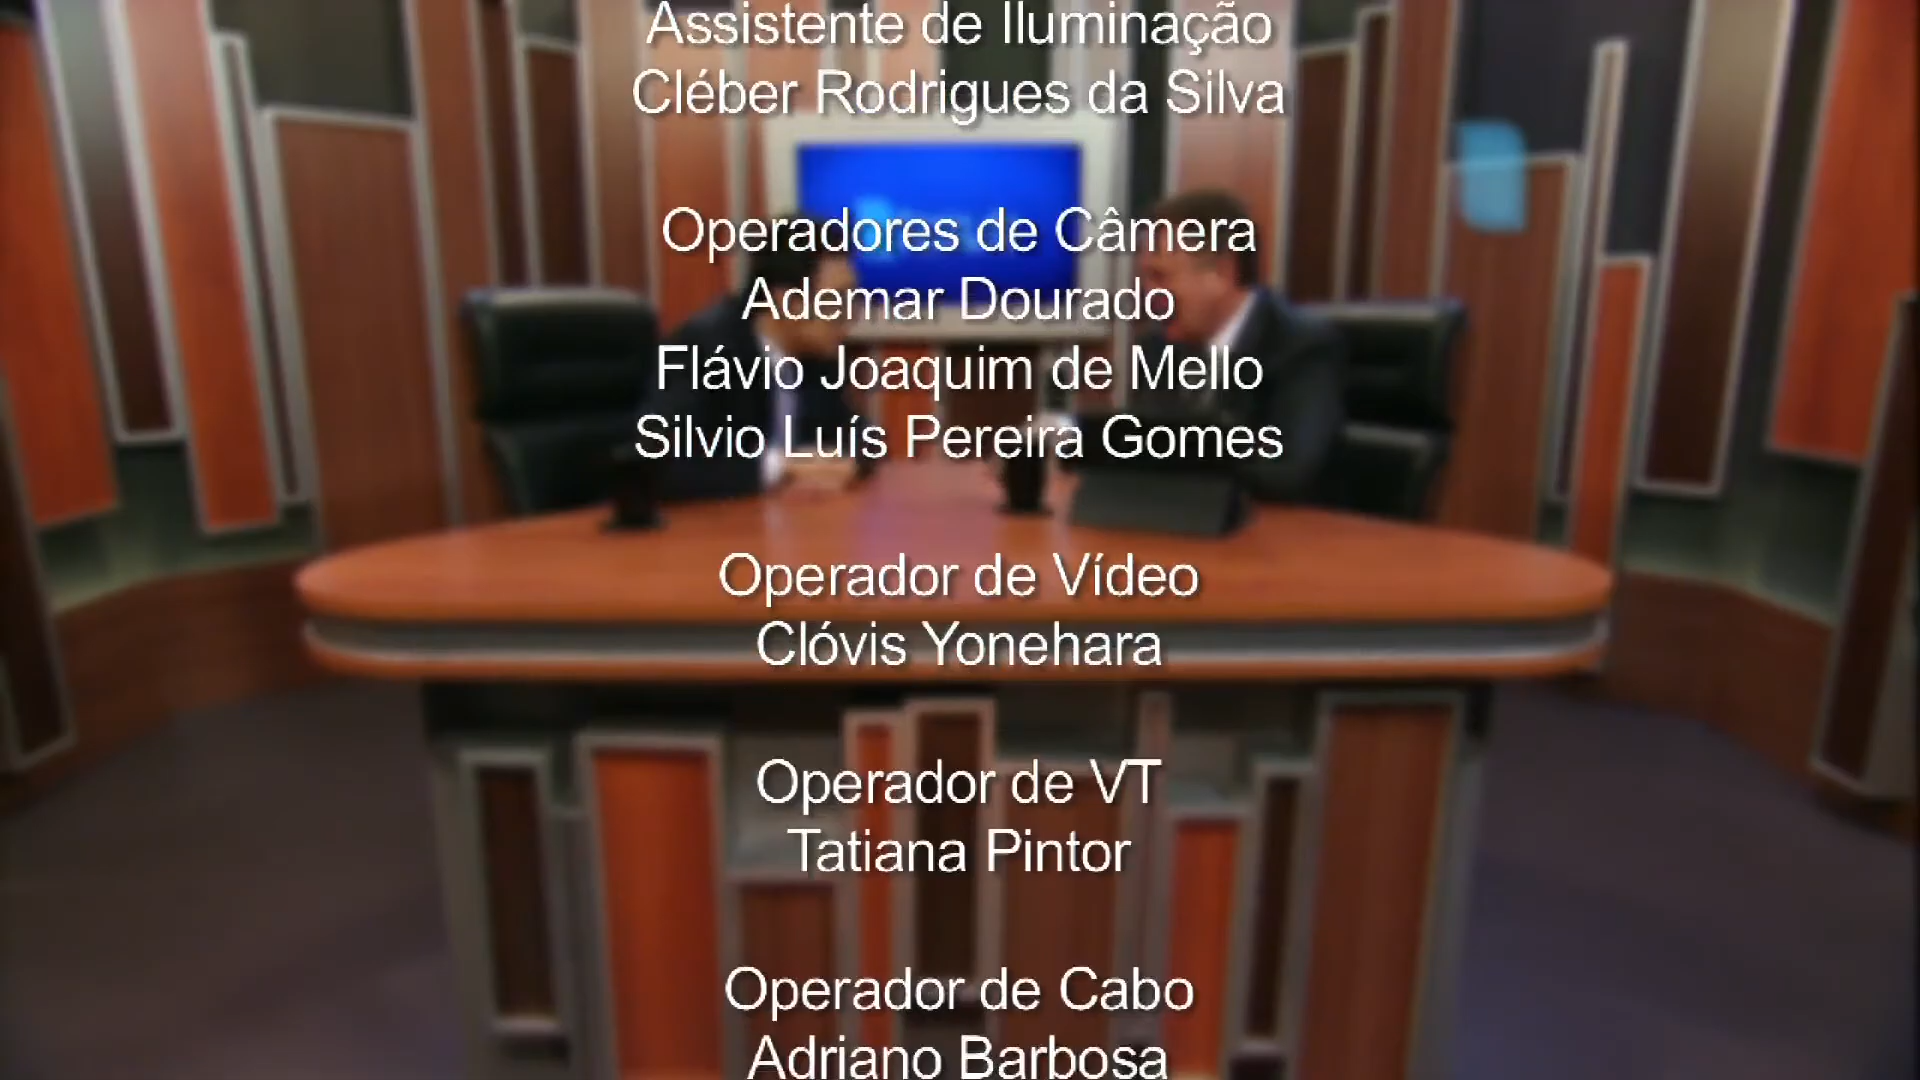 Assistente de Iluminação
Cléber Rodrigues da Silva
Operadores de Câmera
Ademar Dourado
Flávio Joaquim de Mello
Silvio Luís Pereira Gomes
Operador de Vídeo
Clóvis Yonehara
Operador de VT
Tatiana Pintor
Operador de Cabo
Adriano Barbosa